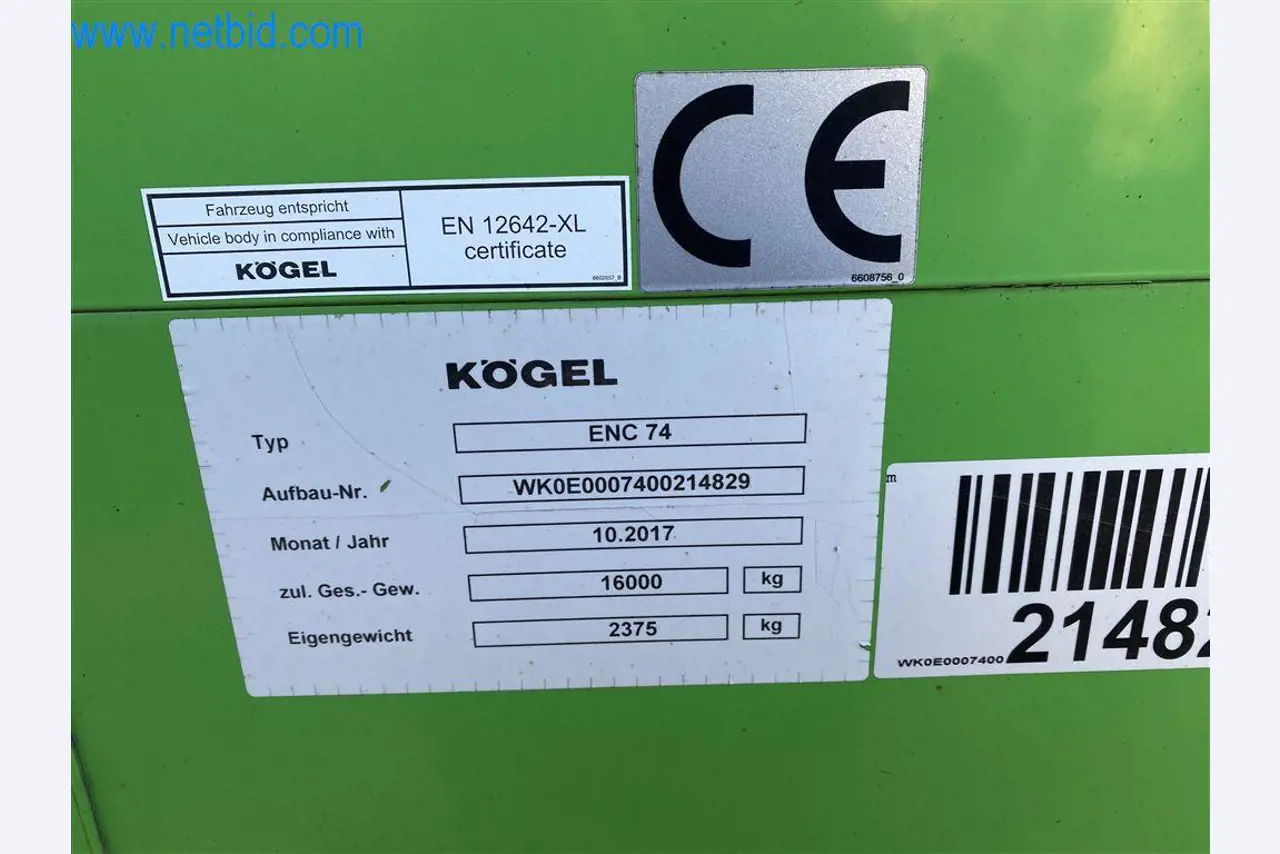 www.netbid.com
CE
6608756_0
Fahrzeug entspricht
Vehicle body in compliance with
KÖGEL
EN 12642-XL
certificate
6602057_B
KÖGEL
Typ ENC 74
Aufbau-Nr. WK0E0007400214829
Monat / Jahr 10.2017
zul. Ges.- Gew. 16000 kg
Eigengewicht 2375 kg
m
WK0E0007400 2148